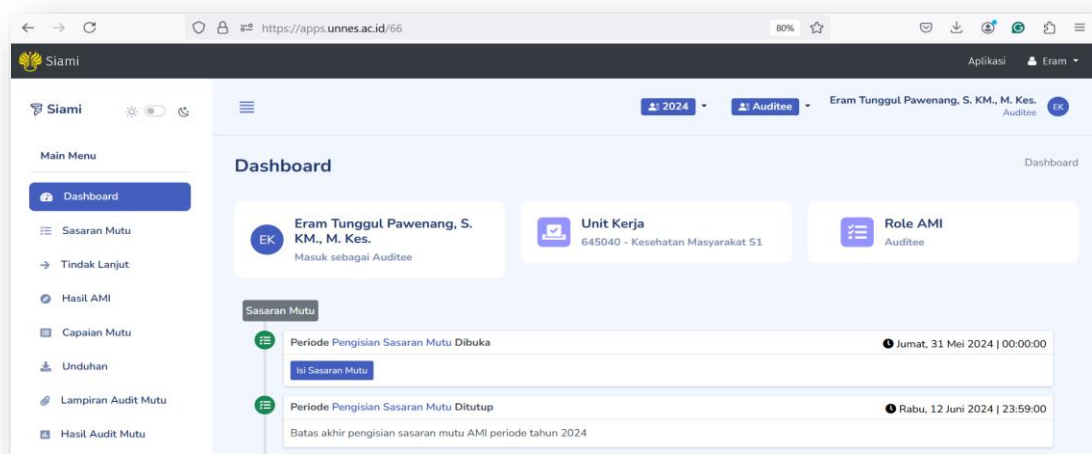 https://apps.unnes.ac.id/66
80%
Siami
Aplikasi
Eram
Siami
2024
Auditee
Eram Tunggul Pawenang, S. KM., M. Kes.
Auditee
EK
Main Menu
Dashboard
Sasaran Mutu
Tindak Lanjut
Hasil AMI
Capaian Mutu
Unduhan
Lampiran Audit Mutu
Hasil Audit Mutu
Dashboard
Dashboard
EK
Eram Tunggul Pawenang, S.
KM., M. Kes.
Masuk sebagai Auditee
Unit Kerja
645040 - Kesehatan Masyarakat S1
Role AMI
Auditee
Sasaran Mutu
Periode Pengisian Sasaran Mutu Dibuka
Jumat, 31 Mei 2024 | 00:00:00
Isi Sasaran Mutu
Periode Pengisian Sasaran Mutu Ditutup
Rabu, 12 Juni 2024 | 23:59:00
Batas akhir pengisian sasaran mutu AMI periode tahun 2024